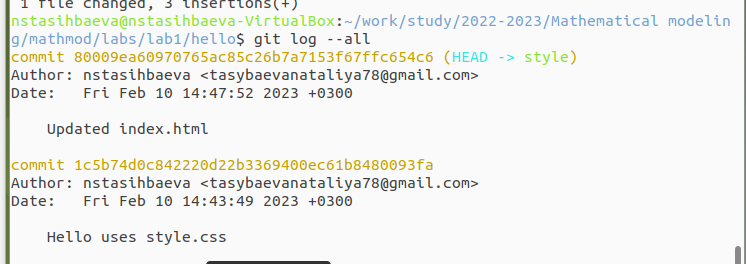 1 file changed, 3 insertions(+)
nstasihbaeva@nstasihbaeva-VirtualBox:~/work/study/2022-2023/Mathematical modelin
g/mathmod/labs/lab1/hello$ git log --all
commit 80009ea60970765ac85c26b7a7153f67ffc654c6 (HEAD -> style)
Author: nstasihbaeva <tasybaevanataliya78@gmail.com>
Date:   Fri Feb 10 14:47:52 2023 +0300
    Updated index.html
commit 1c5b74d0c842220d22b3369400ec61b8480093fa
Author: nstasihbaeva <tasybaevanataliya78@gmail.com>
Date:   Fri Feb 10 14:43:49 2023 +0300
    Hello uses style.css